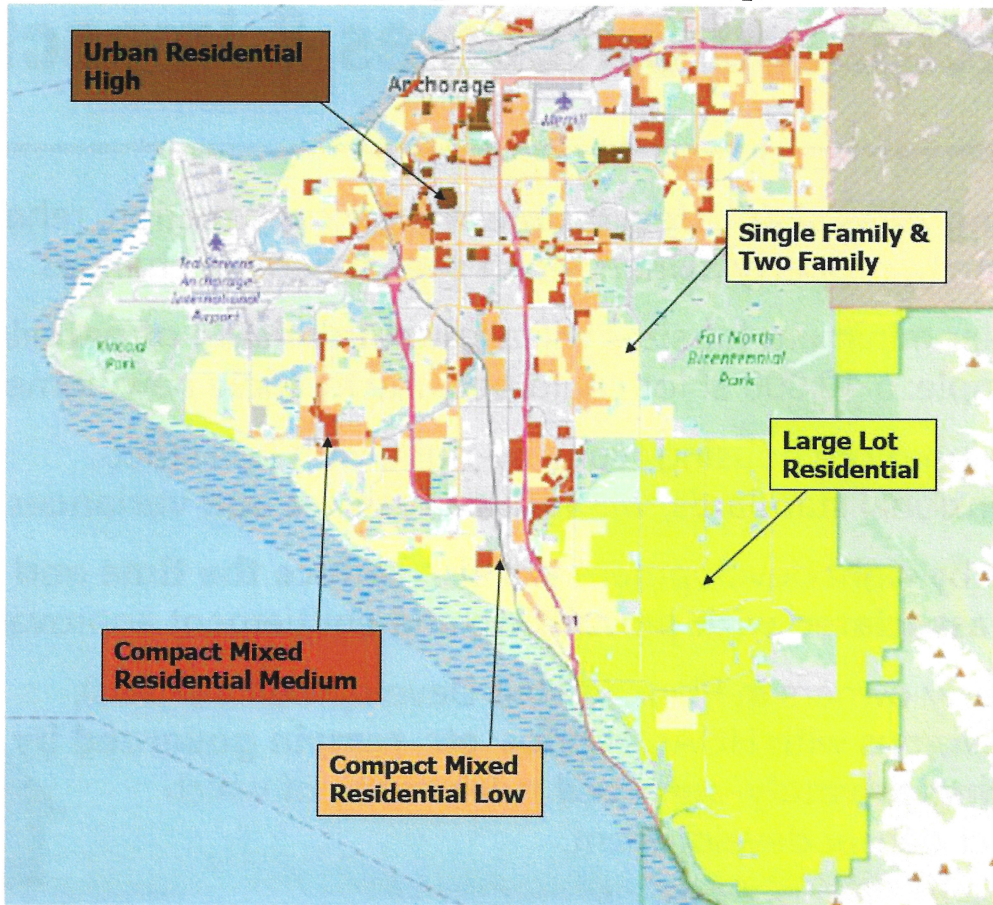 Urban Residential
High
Anchorage
Merrill
Single Family &
Two Family
Ted Stevens
Anchorage
International
Airport
Kincaid
Park
Far North
Bicentennial
Park
Large Lot
Residential
Compact Mixed
Residential Medium
Compact Mixed
Residential Low